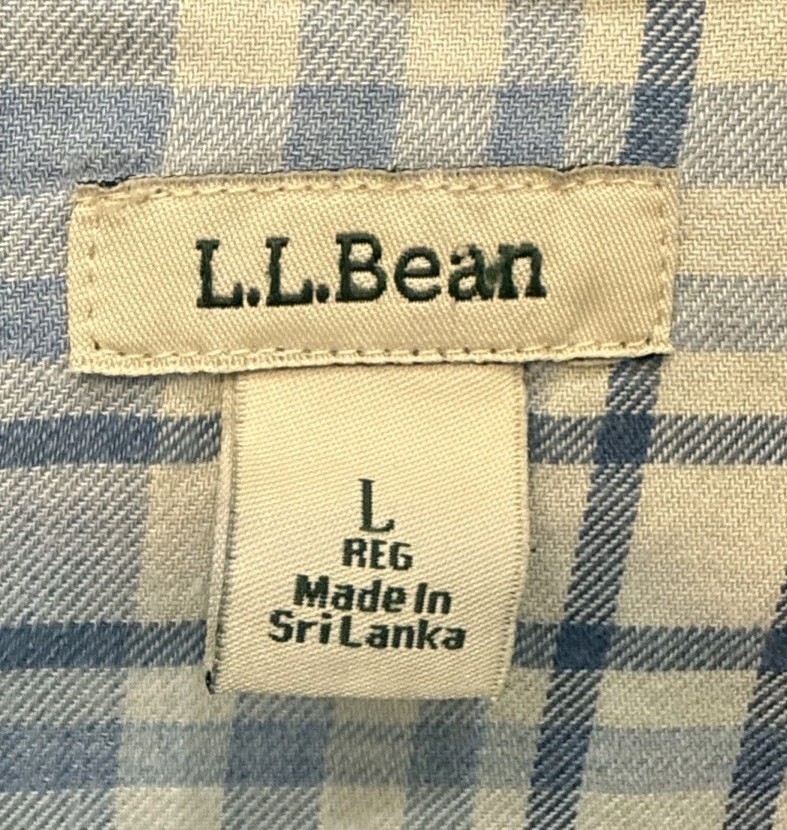 L.L.Bean
L
REG
Made In
Sri Lanka